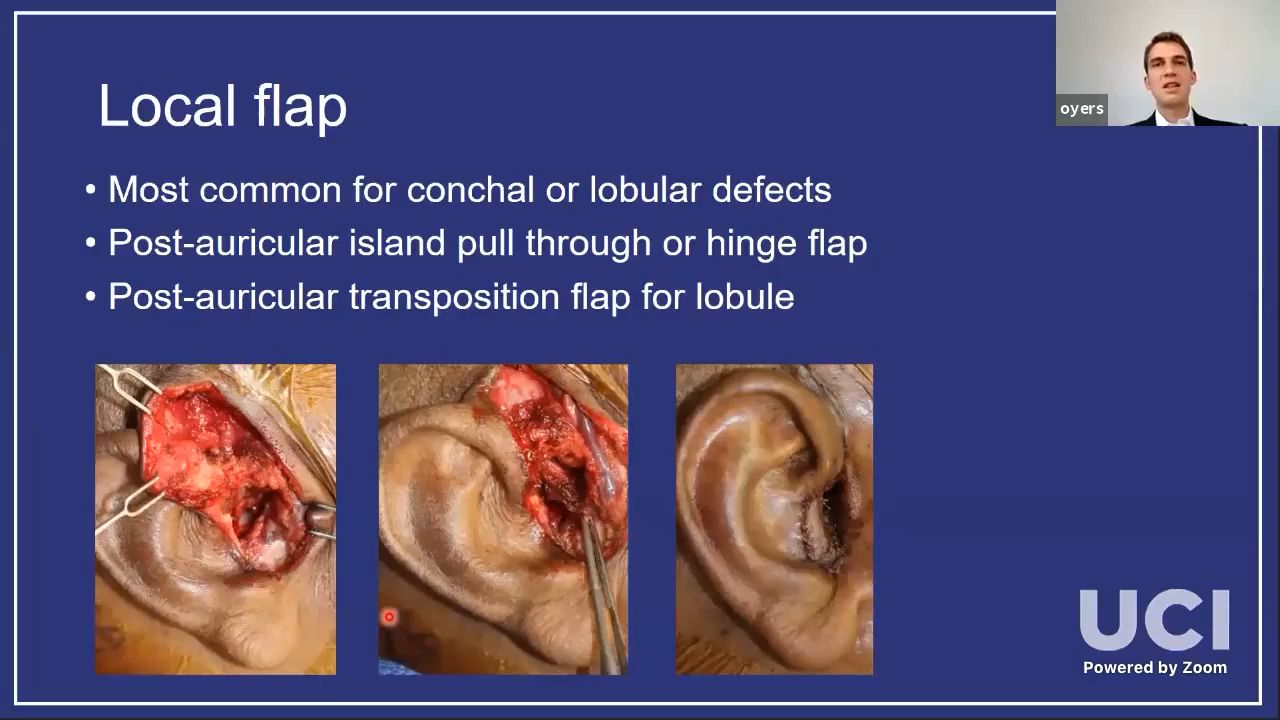 Local flap
• Most common for conchal or lobular defects
• Post-auricular island pull through or hinge flap
• Post-auricular transposition flap for lobule
oyers
UCI
Powered by Zoom